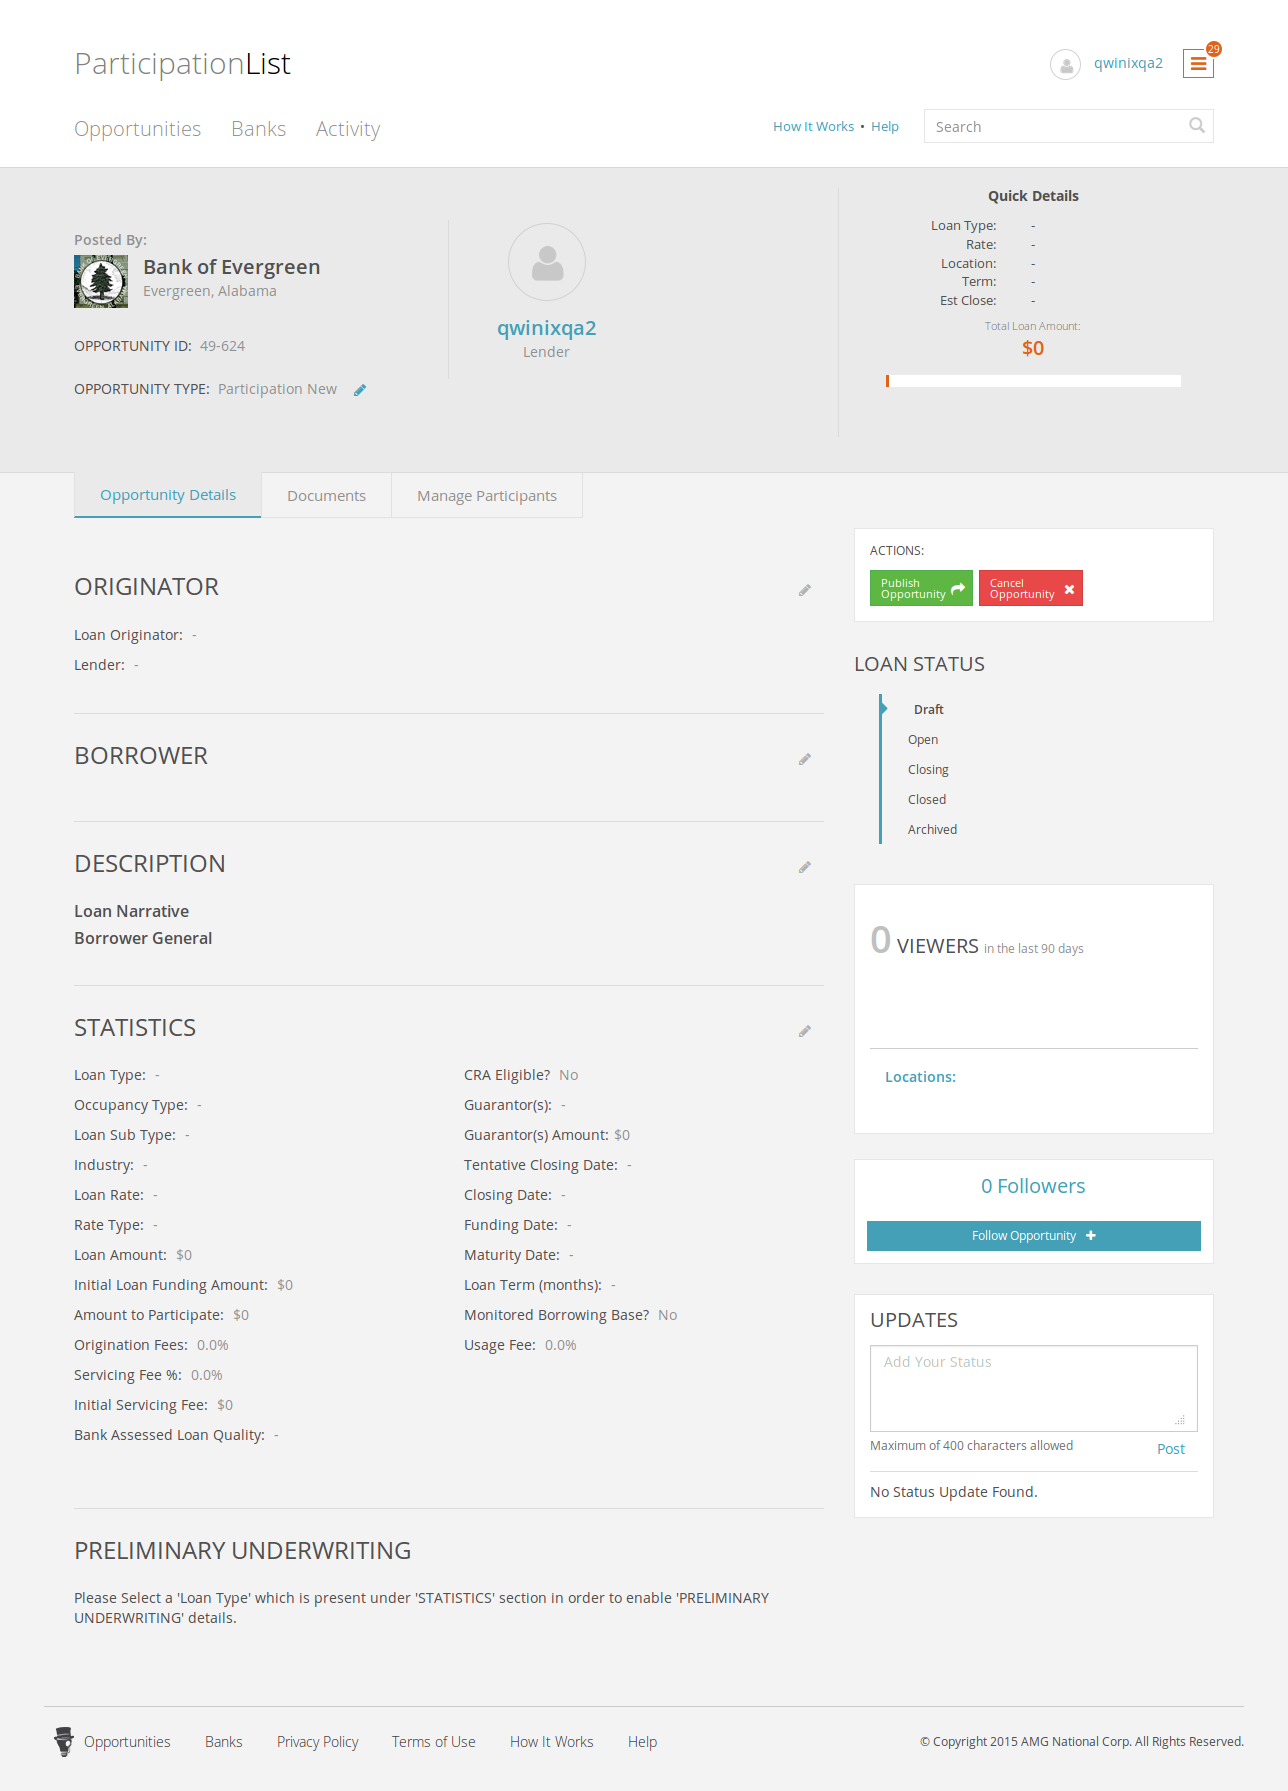 ParticipationList
qwinixqa2
29
Opportunities Banks Activity
How It Works • Help
Search
Posted By:
Bank of Evergreen
Evergreen, Alabama
OPPORTUNITY ID: 49-624
OPPORTUNITY TYPE: Participation New
qwinixqa2
Lender
Quick Details
Loan Type: -
Rate: -
Location: -
Term: -
Est Close: -
Total Loan Amount:
$0
Opportunity Details
Documents
Manage Participants
ORIGINATOR
Loan Originator: -
Lender: -
BORROWER
DESCRIPTION
Loan Narrative
Borrower General
STATISTICS
Loan Type: -
Occupancy Type: -
Loan Sub Type: -
Industry: -
Loan Rate: -
Rate Type: -
Loan Amount: $0
Initial Loan Funding Amount: $0
Amount to Participate: $0
Origination Fees: 0.0%
Servicing Fee %: 0.0%
Initial Servicing Fee: $0
Bank Assessed Loan Quality: -
CRA Eligible? No
Guarantor(s): -
Guarantor(s) Amount: $0
Tentative Closing Date: -
Closing Date: -
Funding Date: -
Maturity Date: -
Loan Term (months): -
Monitored Borrowing Base? No
Usage Fee: 0.0%
PRELIMINARY UNDERWRITING
Please Select a 'Loan Type' which is present under 'STATISTICS' section in order to enable 'PRELIMINARY
UNDERWRITING' details.
ACTIONS:
Publish
Opportunity
Cancel
Opportunity
LOAN STATUS
Draft
Open
Closing
Closed
Archived
0 VIEWERS in the last 90 days
Locations:
0 Followers
Follow Opportunity
UPDATES
Add Your Status
Maximum of 400 characters allowed
Post
No Status Update Found.
Opportunities Banks Privacy Policy Terms of Use How It Works Help
© Copyright 2015 AMG National Corp. All Rights Reserved.